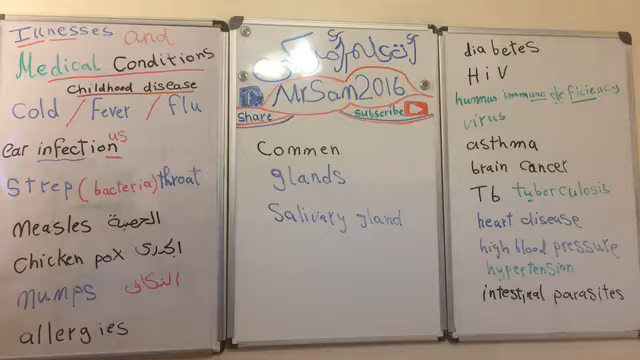 Illnesses and
Medical Conditions
Childhood disease
Cold / Fever / flu
ear infection us
Strep (bacteria) throat
Measles الحصبة
Chicken pox الجدرى
Mumps النكاف
allergies
MrSam2016
Share
subscribe
Commen
glands
Salivary gland
diabetes
HiV
humus immuno deficiency
virus
asthma
brain cancer
Tb tuberculosis
heart disease
high blood pressure
hypertension
intestinal parasites